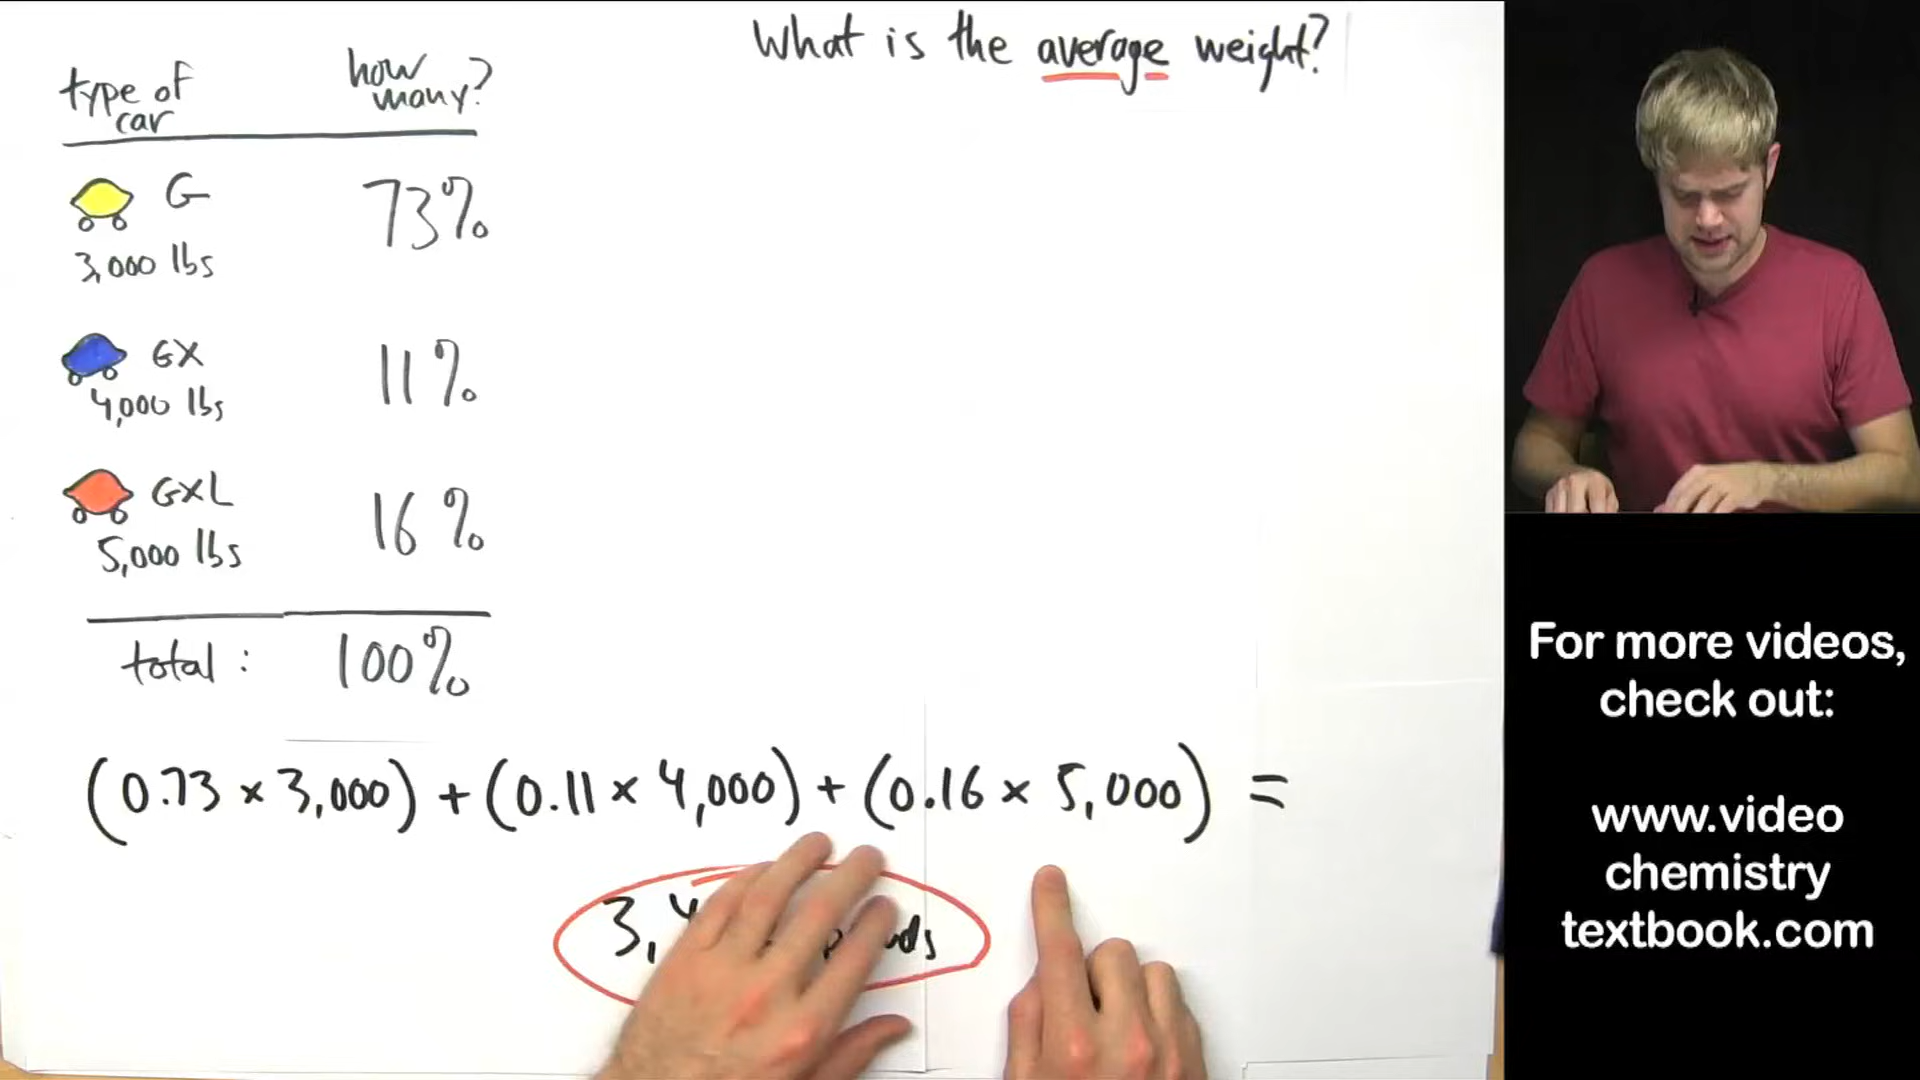 What is the average weight?
type of
car
how
many?
G
73%
3,000 lbs
GX
11%
4,000 lbs
GXL
16%
5,000 lbs
total: 100%
(0.73 × 3,000) + (0.11 × 4,000) + (0.16 × 5,000) =
For more videos,
check out:
www.video
chemistry
textbook.com